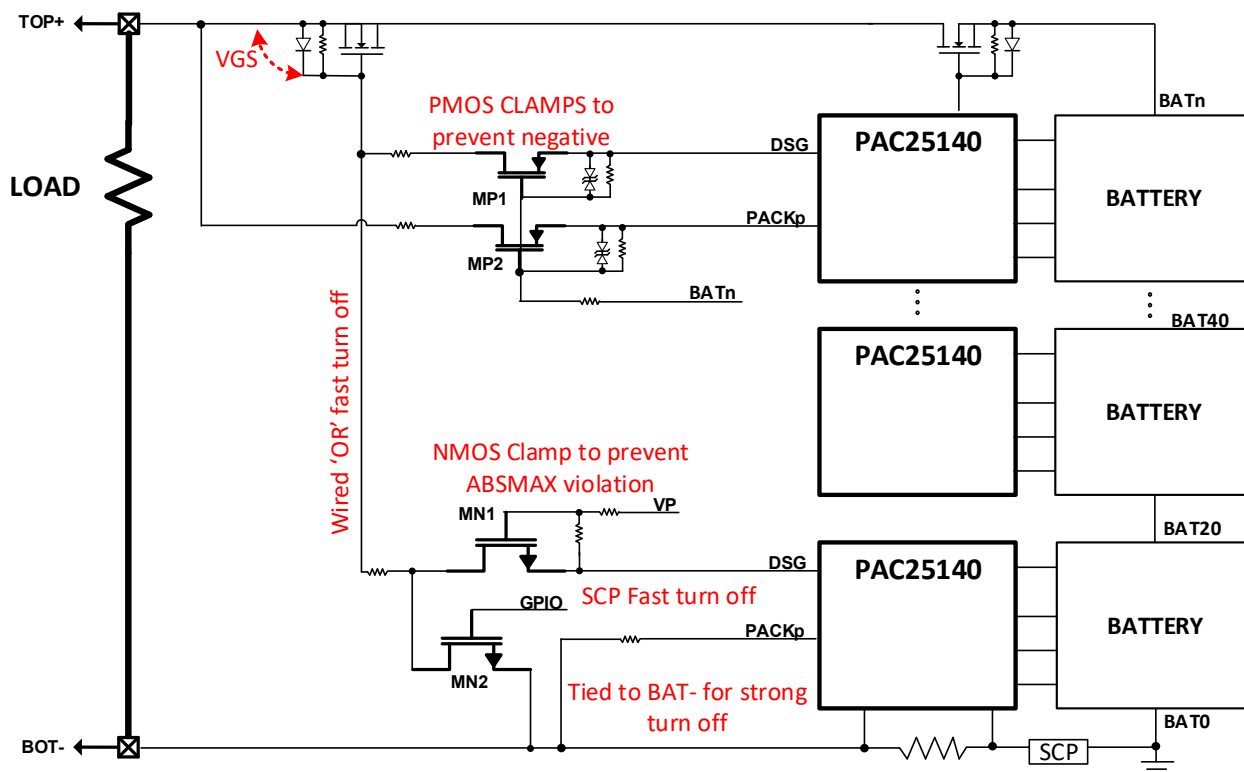 TOP+
VGS
BATn
PMOS CLAMPS to
prevent negative
DSG
PAC25140
MP1
BATTERY
LOAD
PACKp
MP2
BATn
BAT40
PAC25140
BATTERY
Wired 'OR' fast turn off
NMOS Clamp to prevent
ABSMAX violation
VP
MN1
BAT20
DSG
PAC25140
SCP Fast turn off
GPIO
BATTERY
PACKp
MN2
Tied to BAT- for strong
turn off
BAT0
BOT-
SCP